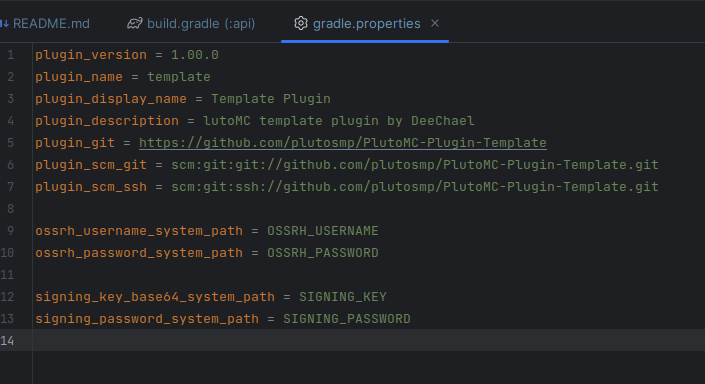 README.md build.gradle (:api) gradle.properties
1 plugin_version = 1.00.0
2 plugin_name = template
3 plugin_display_name = Template Plugin
4 plugin_description = lutoMC template plugin by DeeChael
5 plugin_git = https://github.com/plutosmp/PlutoMC-Plugin-Template
6 plugin_scm_git = scm:git:git://github.com/plutosmp/PlutoMC-Plugin-Template.git
7 plugin_scm_ssh = scm:git:ssh://github.com/plutosmp/PlutoMC-Plugin-Template.git
8
9 ossrh_username_system_path = OSSRH_USERNAME
10 ossrh_password_system_path = OSSRH_PASSWORD
11
12 signing_key_base64_system_path = SIGNING_KEY
13 signing_password_system_path = SIGNING_PASSWORD
14